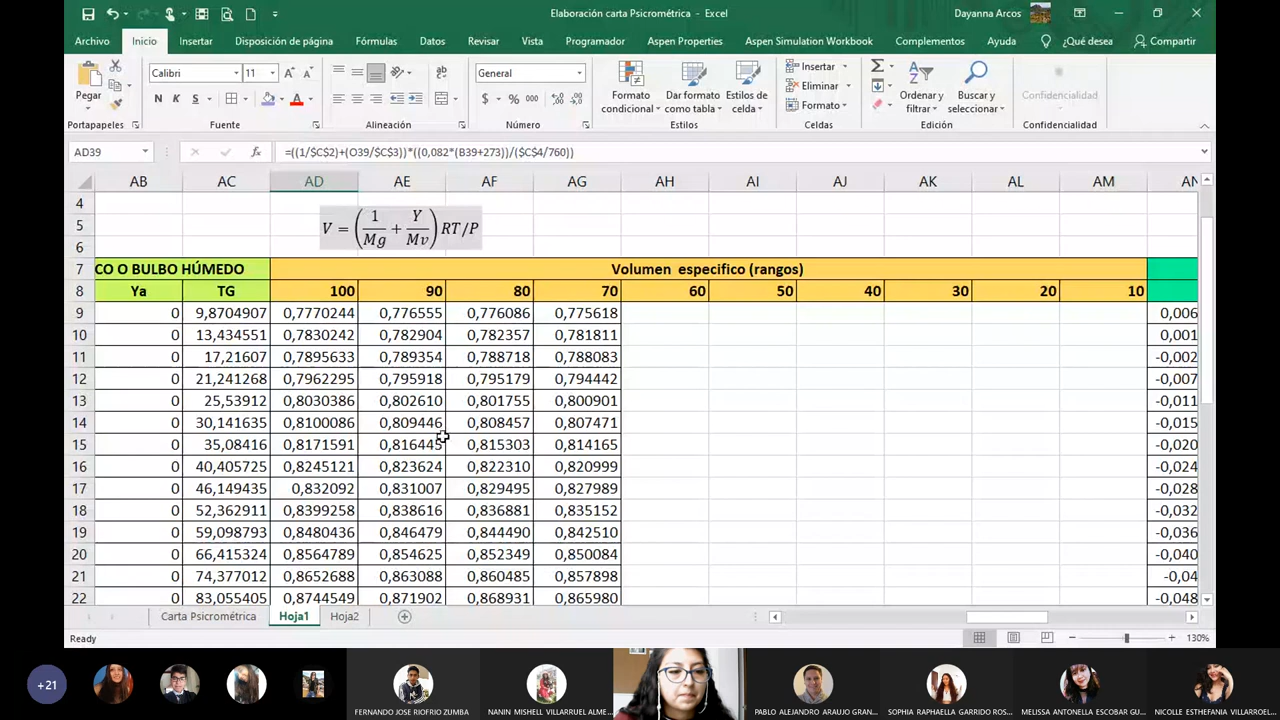 Elaboración carta Psicrométrica - Excel
Dayanna Arcos
Archivo Inicio Insertar Disposición de página Fórmulas Datos Revisar Vista Programador Aspen Properties Aspen Simulation Workbook Complementos Ayuda ¿Qué desea Compartir
Pegar
Calibri 11
N K S
General
$ % 000
Formato condicional
Dar formato como tabla
Estilos de celda
Insertar
Eliminar
Formato
Ordenar y filtrar
Buscar y seleccionar
Confidencialidad
Portapapeles Fuente Alineación Número Estilos Celdas Edición Confidencialidad
AD39 fx =((1/$C$2)+(O39/$C$3))*((0,082*(B39+273))/($C$4/760))
AB AC AD AE AF AG AH AI AJ AK AL AM AN
4
5 V = (1/Mg + Y/Mv) RT/P
6
7 CO O BULBO HÚMEDO Volumen especifico (rangos)
8 Ya TG 100 90 80 70 60 50 40 30 20 10
9 0 9,8704907 0,7770244 0,776555 0,776086 0,775618 0,006
10 0 13,434551 0,7830242 0,782904 0,782357 0,781811 0,001
11 0 17,21607 0,7895633 0,789354 0,788718 0,788083 -0,002
12 0 21,241268 0,7962295 0,795918 0,795179 0,794442 -0,007
13 0 25,53912 0,8030386 0,802610 0,801755 0,800901 -0,011
14 0 30,141635 0,8100086 0,809446 0,808457 0,807471 -0,015
15 0 35,08416 0,8171591 0,816445 0,815303 0,814165 -0,020
16 0 40,405725 0,8245121 0,823624 0,822310 0,820999 -0,024
17 0 46,149435 0,832092 0,831007 0,829495 0,827989 -0,028
18 0 52,362911 0,8399258 0,838616 0,836881 0,835152 -0,032
19 0 59,098793 0,8480436 0,846479 0,844490 0,842510 -0,036
20 0 66,415324 0,8564789 0,854625 0,852349 0,850084 -0,040
21 0 74,377012 0,8652688 0,863088 0,860485 0,857898 -0,04
22 0 83,055405 0,8744549 0,871902 0,868931 0,865980 -0,048
Carta Psicrométrica Hoja1 Hoja2
Ready 130%
+21
FERNANDO JOSE RIOFRIO ZUMBA
NANIN MISHELL VILLARRUEL ALME...
PABLO ALEJANDRO ARAUJO GRAN...
SOPHIA RAPHAELLA GARRIDO ROS...
MELISSA ANTONELLA ESCOBAR GU...
NICOLLE ESTHEFANIA VILLARROEL...